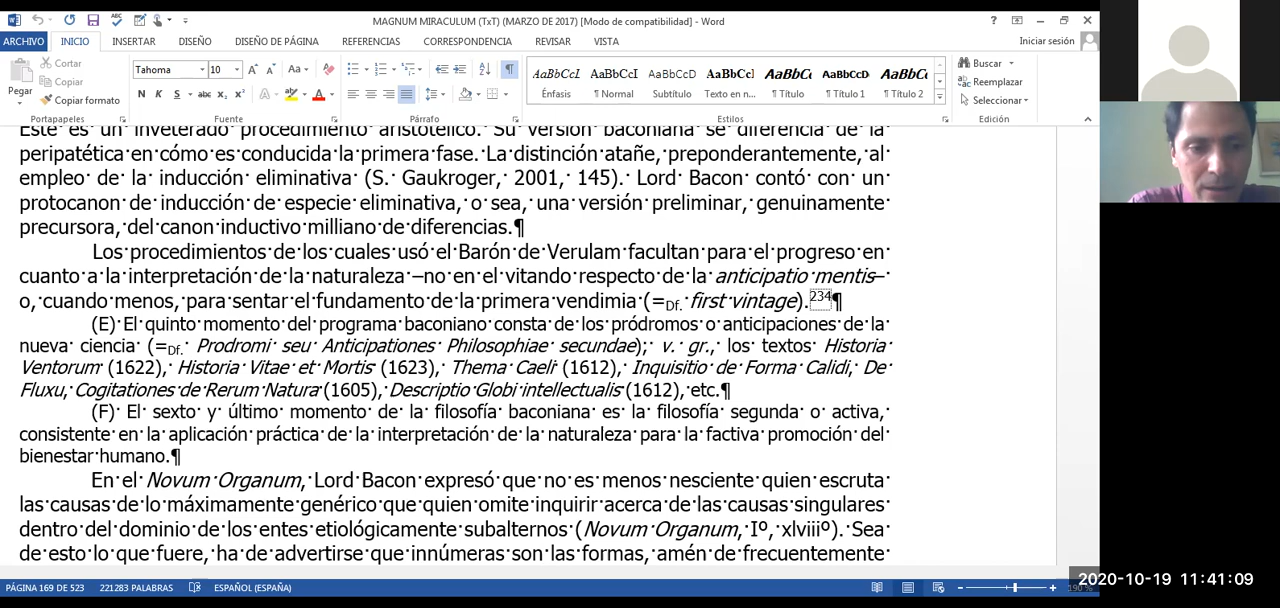 MAGNUM MIRACULUM (TxT) (MARZO DE 2017) [Modo de compatibilidad] - Word
ARCHIVO INICIO INSERTAR DISEÑO DISEÑO DE PÁGINA REFERENCIAS CORRESPONDENCIA REVISAR VISTA Iniciar sesión
Pegar
Cortar
Copiar
Copiar formato
Portapapeles
Tahoma 10
Fuente
Párrafo
AaBbCcI AaBbCcI AaBbCcD AaBbCc AaBbC AaBbCcD AaBbCc
Énfasis ¶ Normal Subtítulo Texto en n... ¶ Título ¶ Título 1 ¶ Título 2
Estilos
Buscar
Reemplazar
Seleccionar
Edición
Este es un inveterado procedimiento aristotélico. Su versión baconiana se diferencia de la
peripatética en cómo es conducida la primera fase. La distinción atañe, preponderantemente, al
empleo de la inducción eliminativa (S. Gaukroger, 2001, 145). Lord Bacon contó con un
protocanon de inducción de especie eliminativa, o sea, una versión preliminar, genuinamente
precursora, del canon inductivo milliano de diferencias.¶
Los procedimientos de los cuales usó el Barón de Verulam facultan para el progreso en
cuanto a la interpretación de la naturaleza –no en el vitando respecto de la anticipatio mentis–
o, cuando menos, para sentar el fundamento de la primera vendimia (=Df. first vintage).234¶
(E) El quinto momento del programa baconiano consta de los pródromos o anticipaciones de la
nueva ciencia (=Df. Prodromi seu Anticipationes Philosophiae secundae); v. gr., los textos Historia
Ventorum (1622), Historia Vitae et Mortis (1623), Thema Caeli (1612), Inquisitio de Forma Calidi, De
Fluxu, Cogitationes de Rerum Natura (1605), Descriptio Globi intellectualis (1612), etc.¶
(F) El sexto y último momento de la filosofía baconiana es la filosofía segunda o activa,
consistente en la aplicación práctica de la interpretación de la naturaleza para la factiva promoción del
bienestar humano.¶
En el Novum Organum, Lord Bacon expresó que no es menos nesciente quien escruta
las causas de lo máximamente genérico que quien omite inquirir acerca de las causas singulares
dentro del dominio de los entes etiológicamente subalternos (Novum Organum, Iº, xlviiiº). Sea
de esto lo que fuere, ha de advertirse que innúmeras son las formas, amén de frecuentemente
PÁGINA 169 DE 523 221283 PALABRAS ESPAÑOL (ESPAÑA) 190 %
2020-10-19 11:41:09